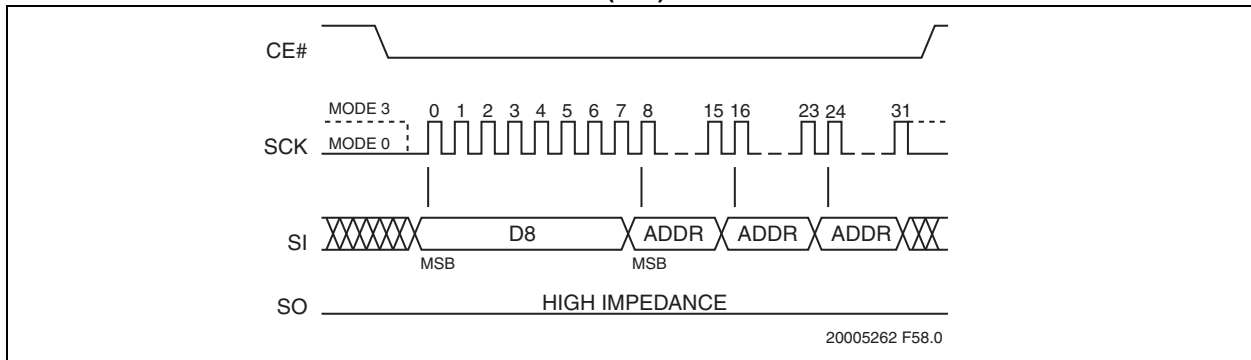 CE#
MODE 3
0 1 2 3 4 5 6 7 8 15 16 23 24 31
SCK MODE 0
SI D8 ADDR ADDR ADDR
MSB MSB
SO HIGH IMPEDANCE
20005262 F58.0